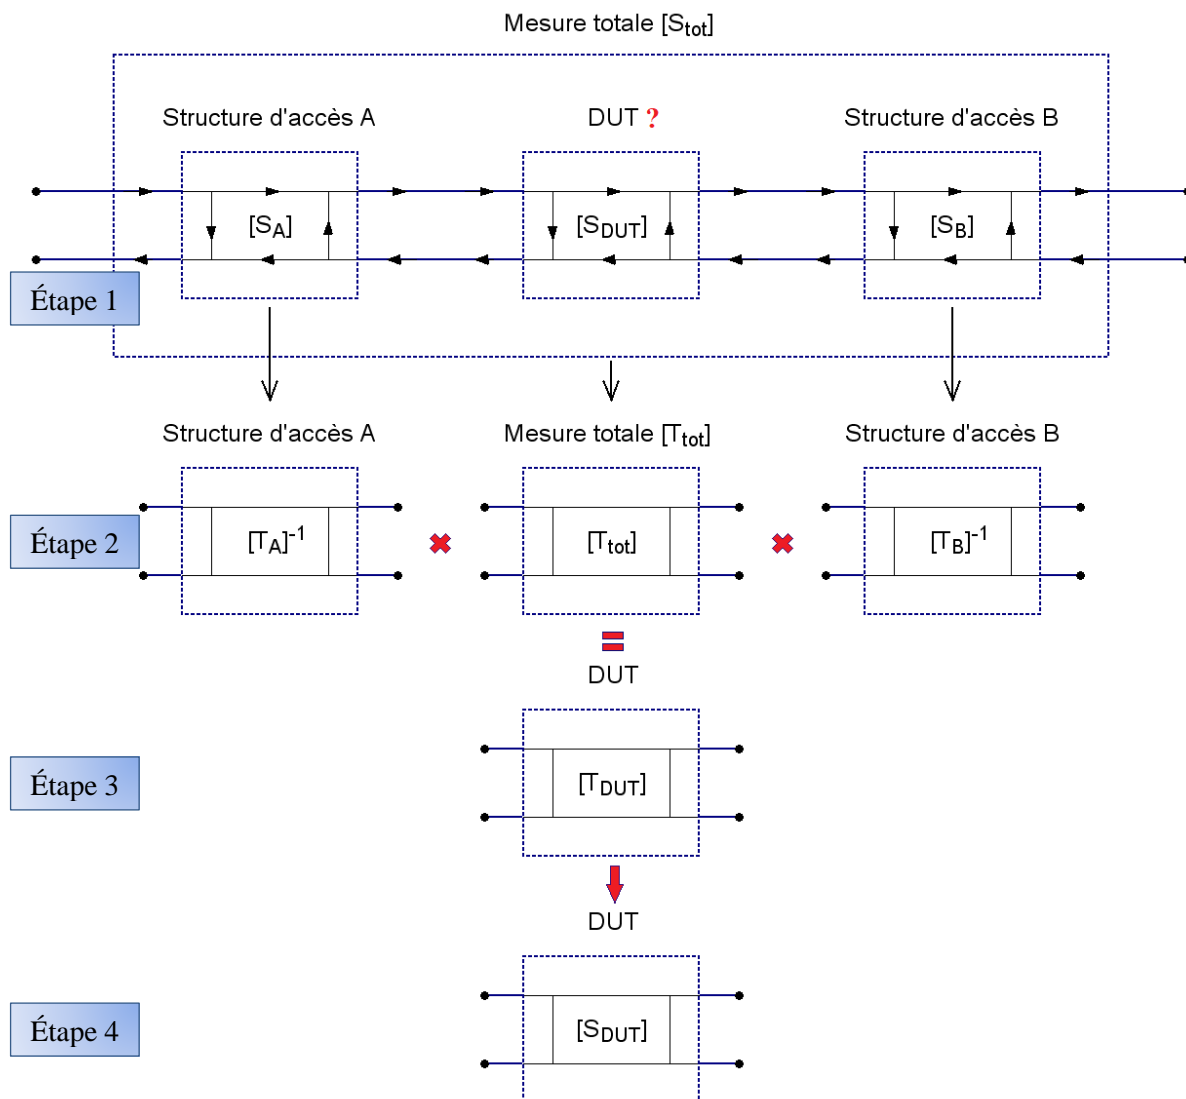 Mesure totale [Stot]
Structure d'accès A
DUT ?
Structure d'accès B
[SA]
[SDUT]
[SB]
Étape 1
Structure d'accès A
Mesure totale [Ttot]
Structure d'accès B
Étape 2
[TA]-1
[Ttot]
[TB]-1
DUT
Étape 3
[TDUT]
DUT
Étape 4
[SDUT]